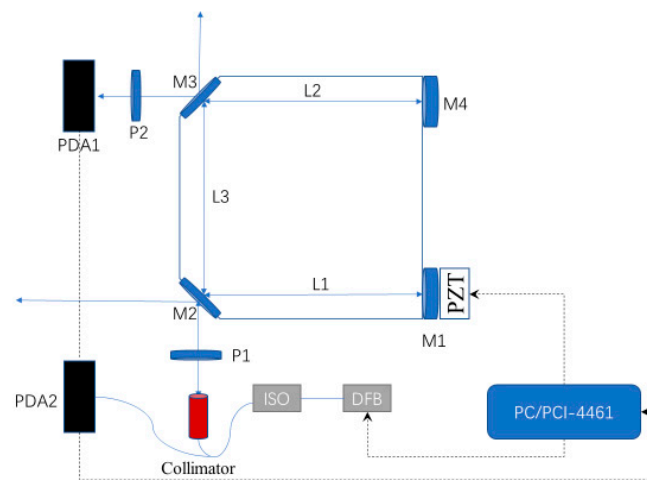 M3
L2
M4
P2
PDA1
L3
L1
PZT
M2
M1
P1
PDA2
ISO
DFB
PC/PCI-4461
Collimator